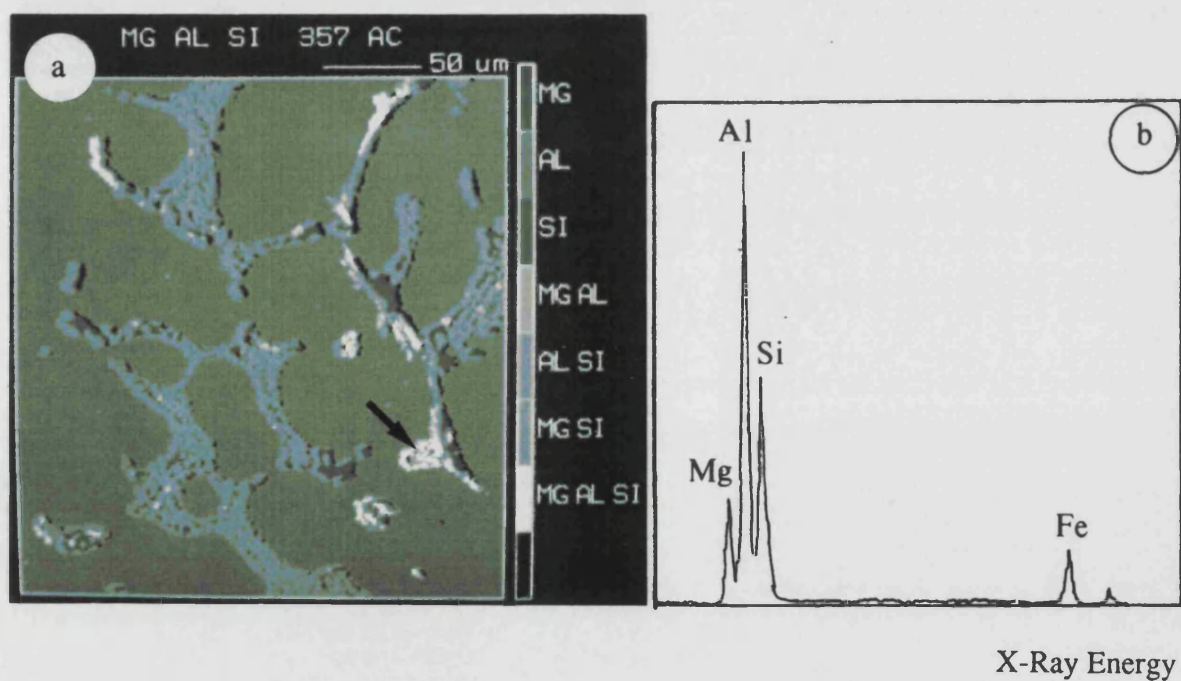 a
MG AL SI 357 AC
50 um
MG
AL
SI
MG AL
AL SI
MG SI
MG AL SI
b
Al
Si
Mg
Fe
X-Ray Energy